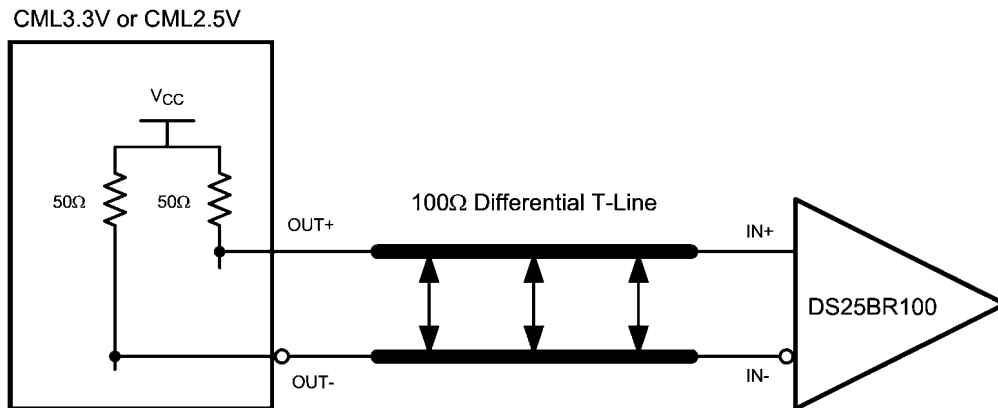 CML3.3V or CML2.5V
VCC
50Ω
50Ω
100Ω Differential T-Line
OUT+
IN+
DS25BR100
OUT-
IN-